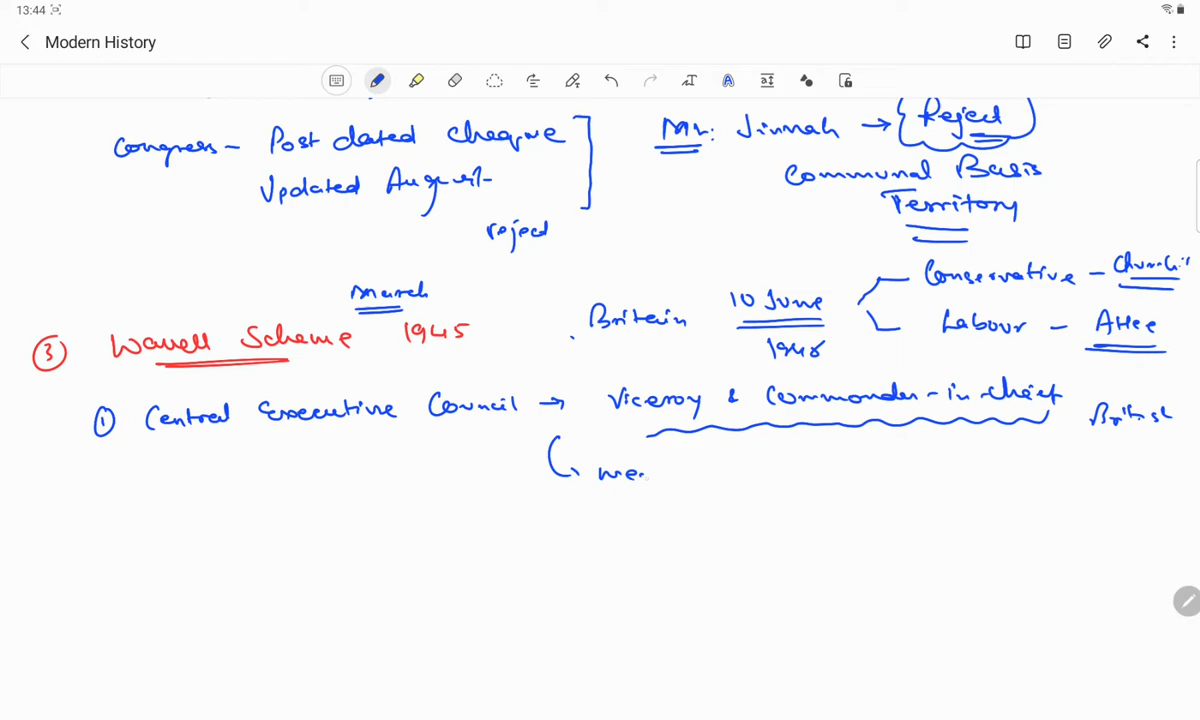 13:44
Modern History
Congress - Post dated cheque
Updated August
reject
Mr: Jinnah → Reject
Communal Basis
Territory
③ Wavell Scheme 1945
March
Britain 10 June
1945
Conservative - Churchill
Labour - Atlee
① Central Executive Council → Viceroy & Commander-in-chief
British
me